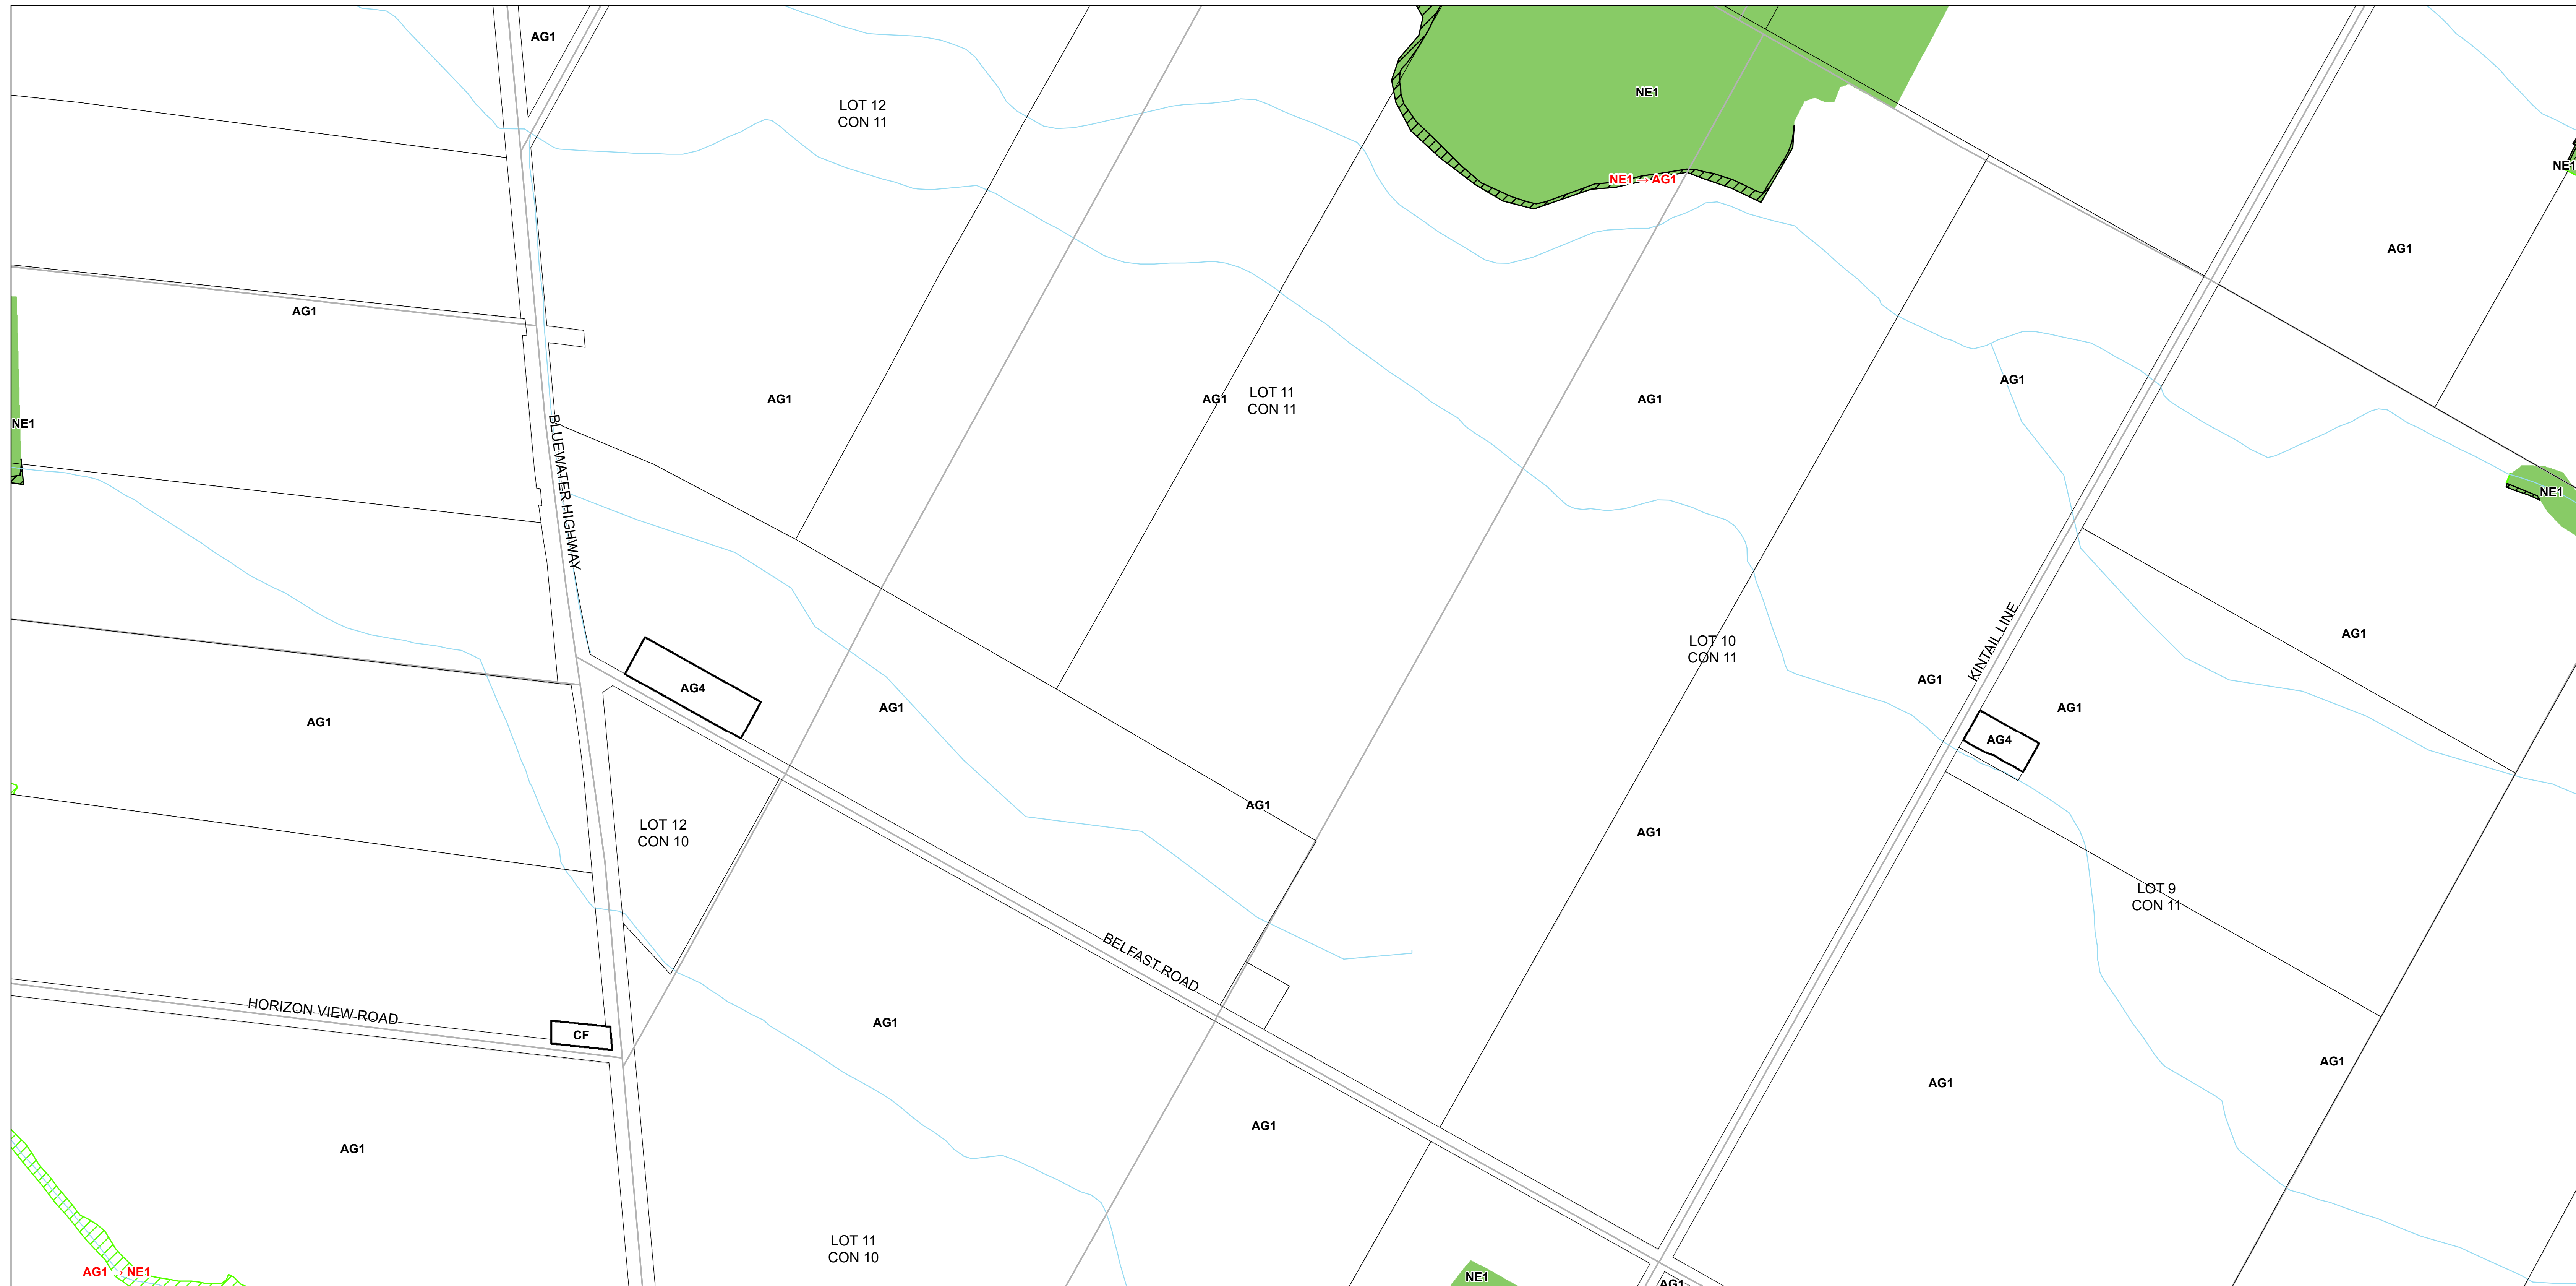 AG1
NE1
LOT 12
CON 11
NE1
NE1 → AG1
AG1
AG1
AG1
AG1
AG1
LOT 11
CON 11
AG1
NE1
BLUEWATER HIGHWAY
NE1
KINTAIL LINE
AG1
LOT 10
CON 11
AG1
AG4
AG1
AG1
AG1
AG4
AG1
LOT 12
CON 10
AG1
LOT 9
CON 11
BELFAST ROAD
HORIZON VIEW ROAD
CF
AG1
AG1
AG1
AG1
AG1
LOT 11
CON 10
AG1 → NE1
NE1
AG1